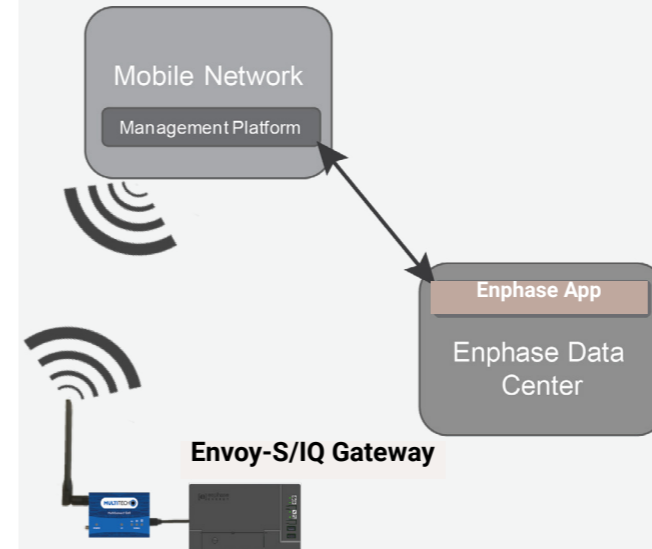 Mobile Network
Management Platform
Enphase App
Enphase Data
Center
Envoy-S/IQ Gateway
MULTITECH